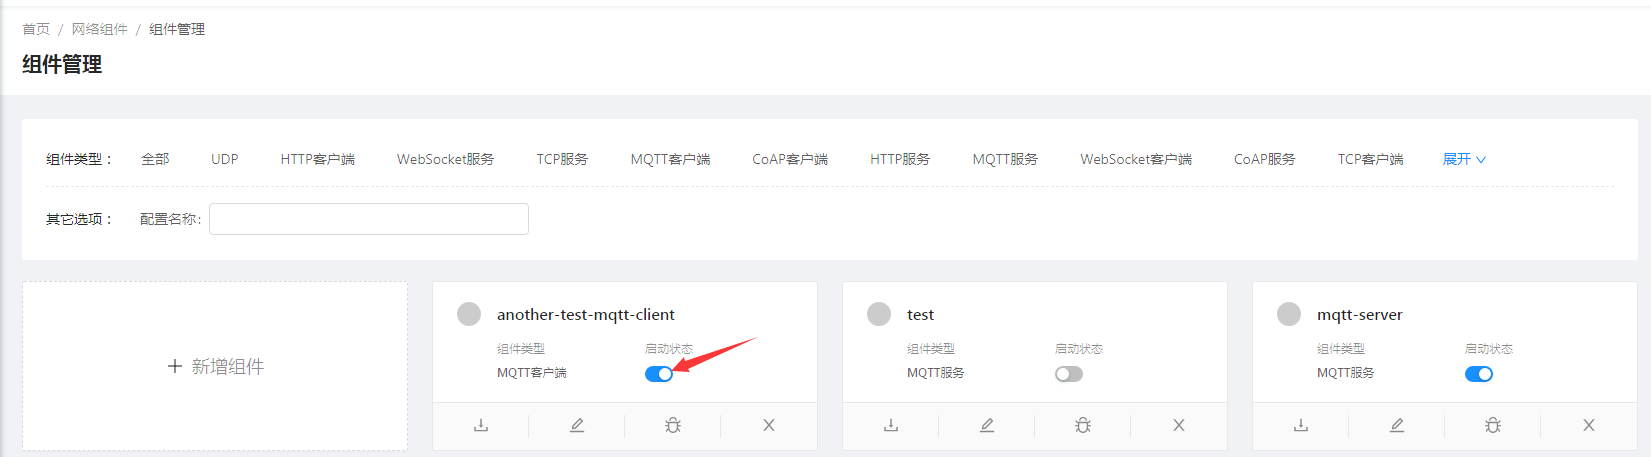 首页 / 网络组件 / 组件管理
组件管理
组件类型： 全部 UDP HTTP客户端 WebSocket服务 TCP服务 MQTT客户端 CoAP客户端 HTTP服务 MQTT服务 WebSocket客户端 CoAP服务 TCP客户端 展开
其它选项： 配置名称:
+ 新增组件
another-test-mqtt-client
组件类型 启动状态
MQTT客户端
test
组件类型 启动状态
MQTT服务
mqtt-server
组件类型 启动状态
MQTT服务